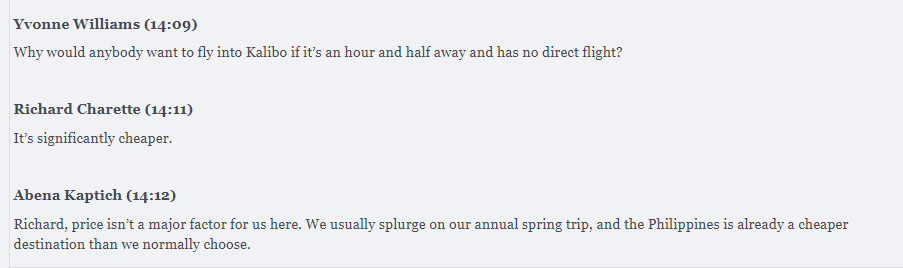 Yvonne Williams (14:09)
Why would anybody want to fly into Kalibo if it’s an hour and half away and has no direct flight?
Richard Charette (14:11)
It’s significantly cheaper.
Abena Kaptich (14:12)
Richard, price isn’t a major factor for us here. We usually splurge on our annual spring trip, and the Philippines is already a cheaper
destination than we normally choose.